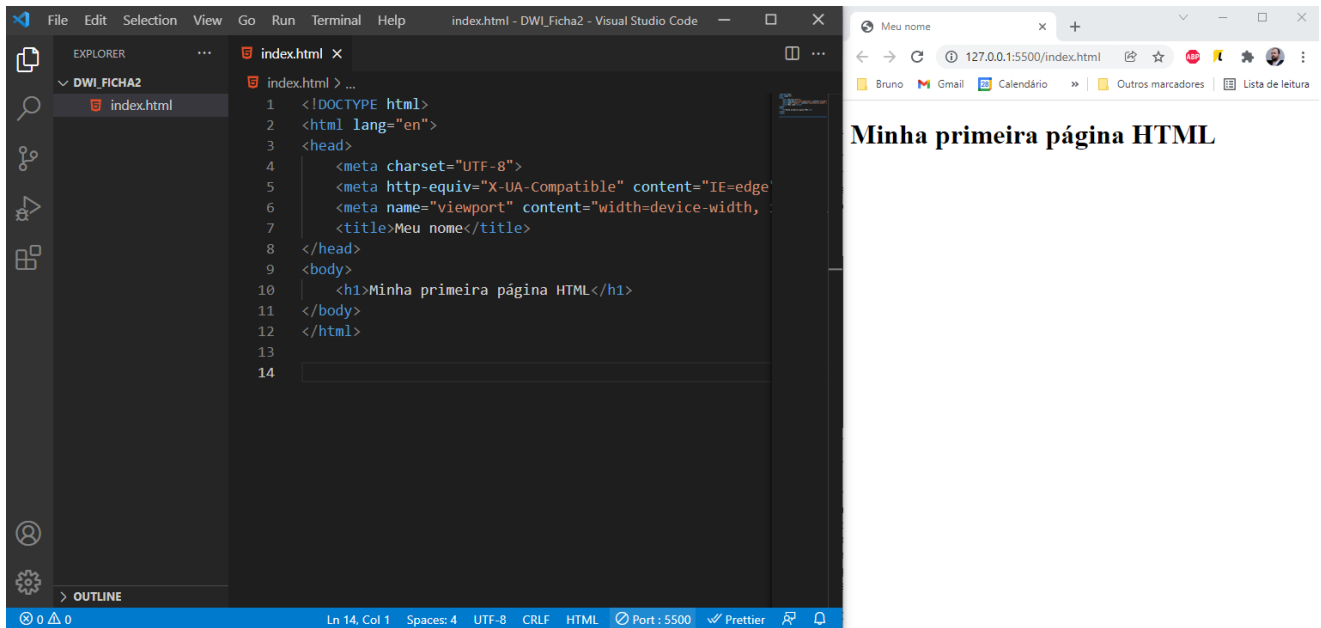 File Edit Selection View Go Run Terminal Help index.html - DWI_Ficha2 - Visual Studio Code
EXPLORER
DWI_FICHA2
index.html
index.html
index.html > ...
1 <!DOCTYPE html>
2 <html lang="en">
3 <head>
4 <meta charset="UTF-8">
5 <meta http-equiv="X-UA-Compatible" content="IE=edge"
6 <meta name="viewport" content="width=device-width,
7 <title>Meu nome</title>
8 </head>
9 <body>
10 <h1>Minha primeira página HTML</h1>
11 </body>
12 </html>
13
14
OUTLINE
0 0 Ln 14, Col 1 Spaces: 4 UTF-8 CRLF HTML Port : 5500 Prettier
Meu nome
127.0.0.1:5500/index.html ABP
Bruno Gmail 28 Calendário » Outros marcadores Lista de leitura
Minha primeira página HTML